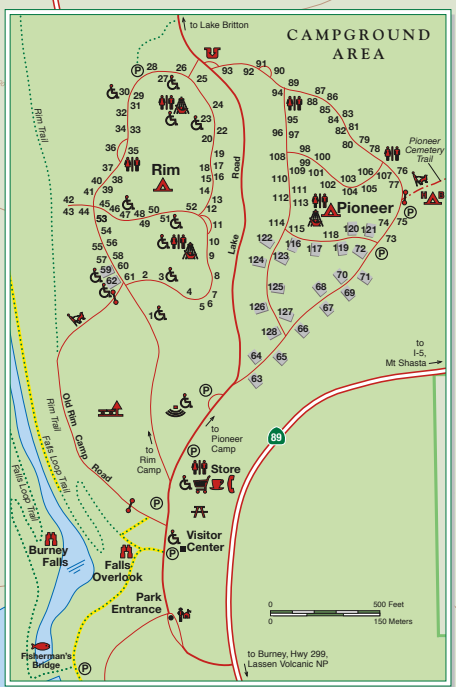 to Lake Britton
CAMPGROUND
AREA
P
28
26
25
93
92
91
90
27
30
29
31
32
24
23
22
20
34
33
94
89
88
87
86
85
84
83
82
81
80
79
78
95
96
97
Rim Trail
36
35
37
40
38
41
39
19
18
17
16
15
14
Rim
Road
108
98
99
100
109
101
110
111
112
113
102
103
104
105
106
107
77
76
Pioneer
Cemetery
Trail
P
H
B
42
43
44
45
46
47
48
49
50
51
52
53
54
55
56
57
58
59
60
61
62
13
12
11
10
9
8
7
6
5
4
3
2
1
Lake
Pioneer
114
115
116
117
118
119
120
121
122
123
124
125
126
127
128
75
74
73
72
71
70
69
68
67
66
65
64
63
P
to
I-5,
Mt Shasta
Old Rim Camp Road
Rim Trail
Falls Loop Trail
Falls Loop Trail
P
to
Rim
Camp
to
Pioneer
Camp
89
P
Store
P
Visitor
Center
P
Burney
Falls
Falls
Overlook
Park
Entrance
0 500 Feet
0 150 Meters
Fisherman's
Bridge
P
to Burney, Hwy 299,
Lassen Volcanic NP